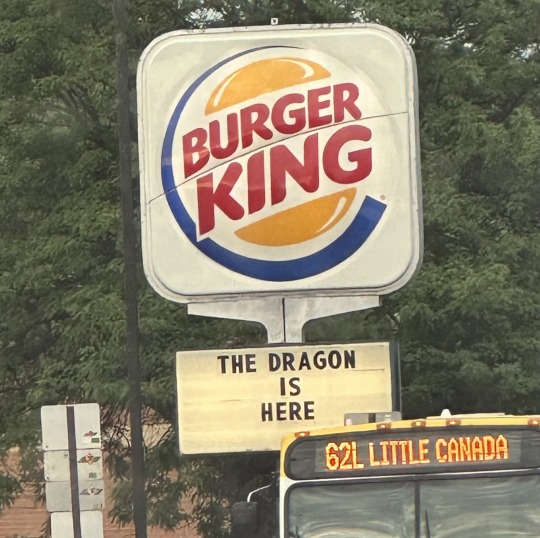 BURGER
KING
THE DRAGON
IS
HERE
62L LITTLE CANADA